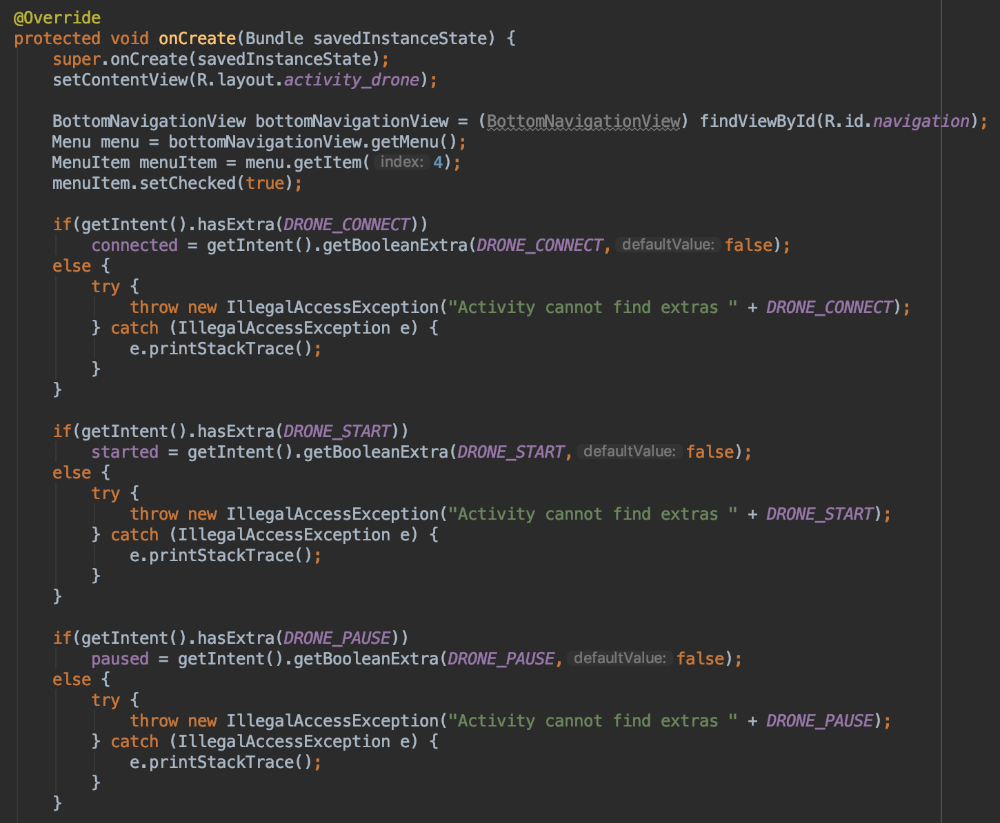 @Override
protected void onCreate(Bundle savedInstanceState) {
super.onCreate(savedInstanceState);
setContentView(R.layout.activity_drone);
BottomNavigationView bottomNavigationView = (BottomNavigationView) findViewById(R.id.navigation);
Menu menu = bottomNavigationView.getMenu();
MenuItem menuItem = menu.getItem( index: 4);
menuItem.setChecked(true);
if(getIntent().hasExtra(DRONE_CONNECT))
connected = getIntent().getBooleanExtra(DRONE_CONNECT, defaultValue: false);
else {
try {
throw new IllegalAccessException("Activity cannot find extras " + DRONE_CONNECT);
} catch (IllegalAccessException e) {
e.printStackTrace();
}
}
if(getIntent().hasExtra(DRONE_START))
started = getIntent().getBooleanExtra(DRONE_START, defaultValue: false);
else {
try {
throw new IllegalAccessException("Activity cannot find extras " + DRONE_START);
} catch (IllegalAccessException e) {
e.printStackTrace();
}
}
if(getIntent().hasExtra(DRONE_PAUSE))
paused = getIntent().getBooleanExtra(DRONE_PAUSE, defaultValue: false);
else {
try {
throw new IllegalAccessException("Activity cannot find extras " + DRONE_PAUSE);
} catch (IllegalAccessException e) {
e.printStackTrace();
}
}